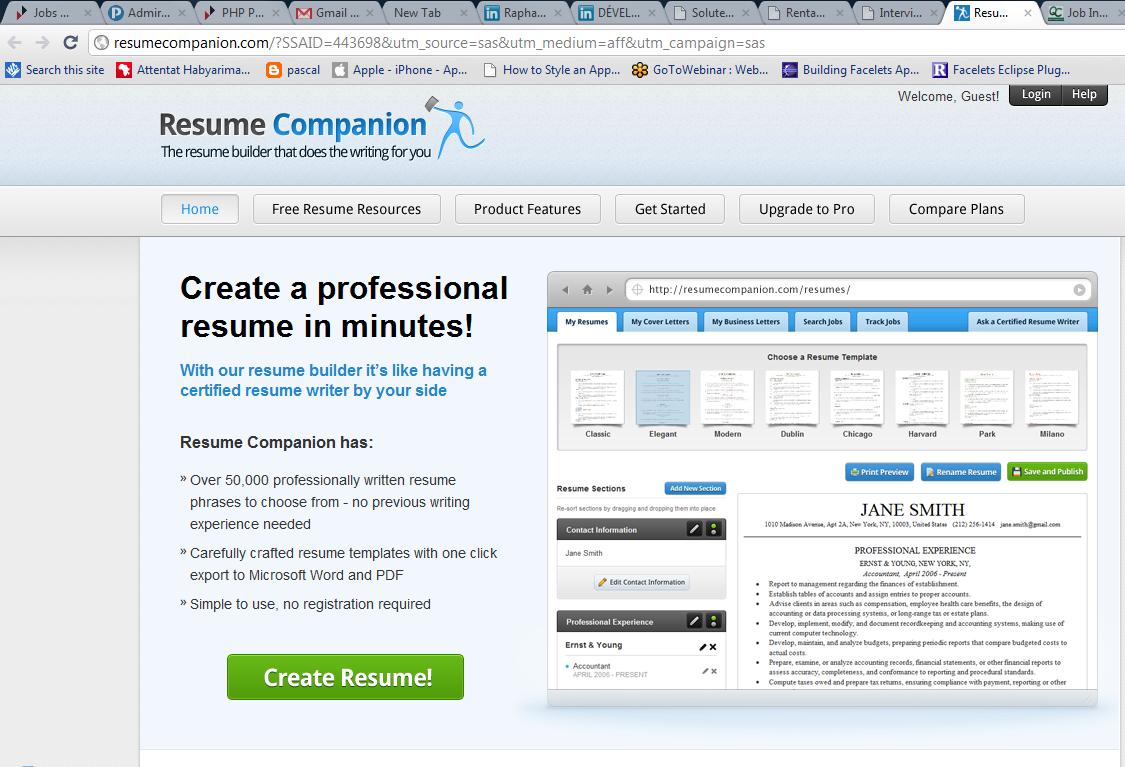 Jobs ...
Admir...
PHP P...
Gmail ...
New Tab
Rapha...
DÉVEL...
Solute...
Renta...
Intervi...
Resu...
Job In...
resumecompanion.com/?SSAID=443698&utm_source=sas&utm_medium=aff&utm_campaign=sas
Search this site
Attentat Habyarima...
pascal
Apple - iPhone - Ap...
How to Style an App...
GoToWebinar : Web...
Building Facelets Ap...
Facelets Eclipse Plug...
Welcome, Guest!
Login
Help
Resume Companion
The resume builder that does the writing for you
Home
Free Resume Resources
Product Features
Get Started
Upgrade to Pro
Compare Plans
Create a professional
resume in minutes!
With our resume builder it's like having a
certified resume writer by your side
Resume Companion has:
» Over 50,000 professionally written resume
phrases to choose from - no previous writing
experience needed
» Carefully crafted resume templates with one click
export to Microsoft Word and PDF
» Simple to use, no registration required
Create Resume!
http://resumecompanion.com/resumes/
My Resumes
My Cover Letters
My Business Letters
Search Jobs
Track Jobs
Ask a Certified Resume Writer
Choose a Resume Template
Classic
Elegant
Modern
Dublin
Chicago
Harvard
Park
Milano
Print Preview
Rename Resume
Save and Publish
Resume Sections
Add New Section
Re-sort sections by dragging and dropping them into place
Contact Information
Jane Smith
Edit Contact Information
Professional Experience
Ernst & Young
Accountant
APRIL 2006 - PRESENT
JANE SMITH
1010 Madison Avenue, Apt 2A, New York, NY, 10003, United States (212) 256-1414 jane.smith@gmail.com
PROFESSIONAL EXPERIENCE
ERNST & YOUNG, NEW YORK, NY,
Accountant, April 2006 - Present
• Report to management regarding the finances of establishment.
• Establish tables of accounts and assign entries to proper accounts.
• Advise clients in areas such as compensation, employee health care benefits, the design of
accounting or data processing systems, or long-range tax or estate plans.
• Develop, implement, modify, and document recordkeeping and accounting systems, making use of
current computer technology.
• Develop, maintain, and analyze budgets, preparing periodic reports that compare budgeted costs to
actual costs.
• Prepare, examine, or analyze accounting records, financial statements, or other financial reports to
assess accuracy, completeness, and conformance to reporting and procedural standards.
• Compute taxes owed and prepare tax returns, ensuring compliance with payment, reporting or other